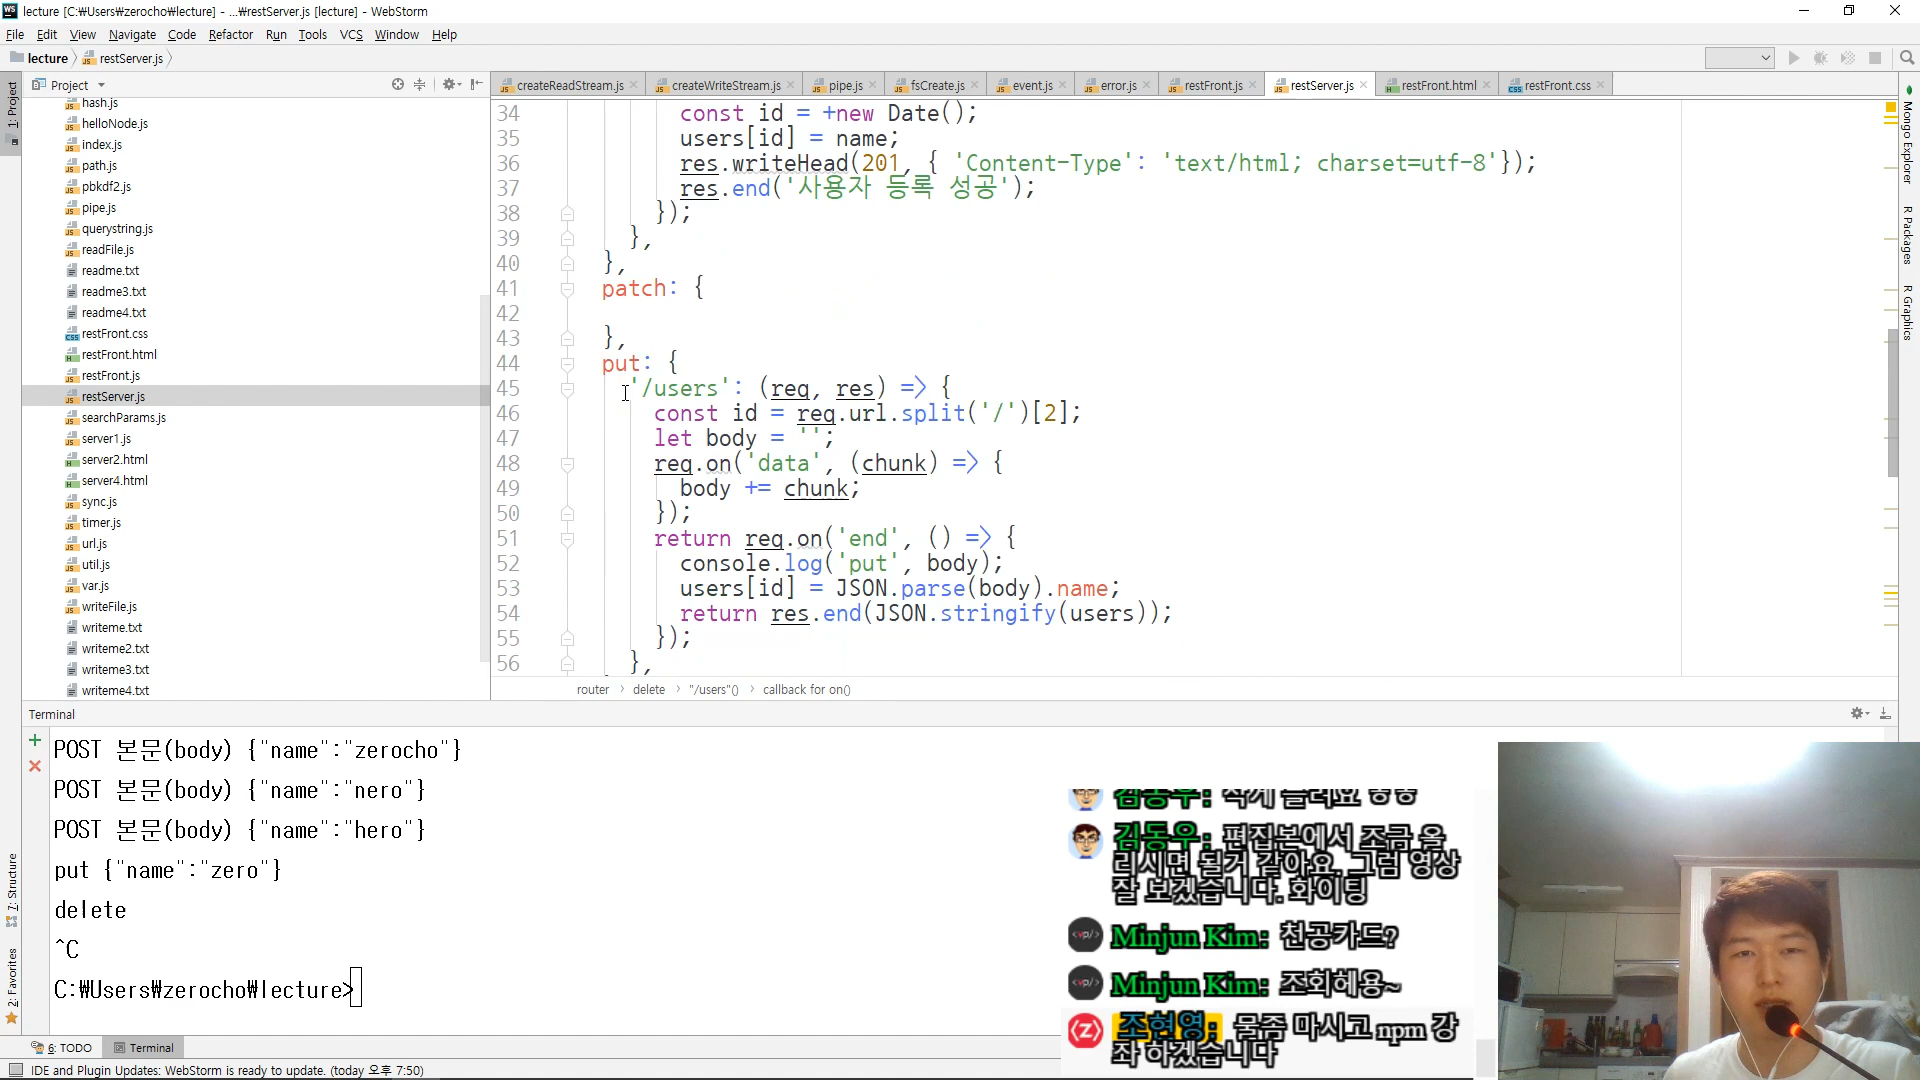 lecture [C:₩Users₩zerocho₩lecture] - ...₩restServer.js [lecture] - WebStorm
File Edit View Navigate Code Refactor Run Tools VCS Window Help
lecture restServer.js
Project
createReadStream.js createWriteStream.js pipe.js fsCreate.js event.js error.js restFront.js restServer.js restFront.html restFront.css
1: Project
hash.js
helloNode.js
index.js
path.js
pbkdf2.js
pipe.js
querystring.js
readFile.js
readme.txt
readme3.txt
readme4.txt
restFront.css
restFront.html
restFront.js
restServer.js
searchParams.js
server1.js
server2.html
server4.html
sync.js
timer.js
url.js
util.js
var.js
writeFile.js
writeme.txt
writeme2.txt
writeme3.txt
writeme4.txt
34 const id = +new Date();
35 users[id] = name;
36 res.writeHead(201, { 'Content-Type': 'text/html; charset=utf-8'});
37 res.end('사용자 등록 성공');
38 });
39 },
40 },
41 patch: {
42
43 },
44 put: {
45 '/users': (req, res) => {
46 const id = req.url.split('/')[2];
47 let body = '';
48 req.on('data', (chunk) => {
49 body += chunk;
50 });
51 return req.on('end', () => {
52 console.log('put', body);
53 users[id] = JSON.parse(body).name;
54 return res.end(JSON.stringify(users));
55 });
56 },
router › delete › "/users"() › callback for on()
Mongo Explorer
R Packages
R Graphics
Terminal
POST 본문(body) {"name":"zerocho"}
POST 본문(body) {"name":"nero"}
POST 본문(body) {"name":"hero"}
put {"name":"zero"}
delete
^C
C:₩Users₩zerocho₩lecture>
7: Structure
2: Favorites
김동우:
김동우: 편집본에서 조금 올
리시면 될거 같아요. 그럼 영상
잘 보겠습니다. 화이팅
Minjun Kim: 천공카드?
Minjun Kim: 조회헤용~
조현영: 물좀 마시고 npm 강
좌 하겠습니다
6: TODO Terminal
IDE and Plugin Updates: WebStorm is ready to update. (today 오후 7:50)